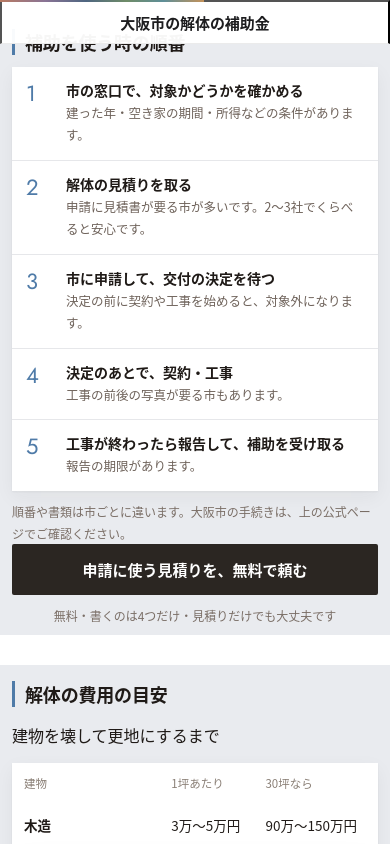 大阪市の解体の補助金
補助を使う時の順番
1
市の窓口で、対象かどうかを確かめる
建った年・空き家の期間・所得などの条件がありま
す。
2
解体の見積りを取る
申請に見積書が要る市が多いです。2〜3社でくらべ
ると安心です。
3
市に申請して、交付の決定を待つ
決定の前に契約や工事を始めると、対象外になりま
す。
4
決定のあとで、契約・工事
工事の前後の写真が要る市もあります。
5
工事が終わったら報告して、補助を受け取る
報告の期限があります。
順番や書類は市ごとに違います。大阪市の手続きは、上の公式ペー
ジでご確認ください。
申請に使う見積りを、無料で頼む
無料・書くのは4つだけ・見積りだけでも大丈夫です
解体の費用の目安
建物を壊して更地にするまで
建物 1坪あたり 30坪なら
木造 3万〜5万円 90万〜150万円